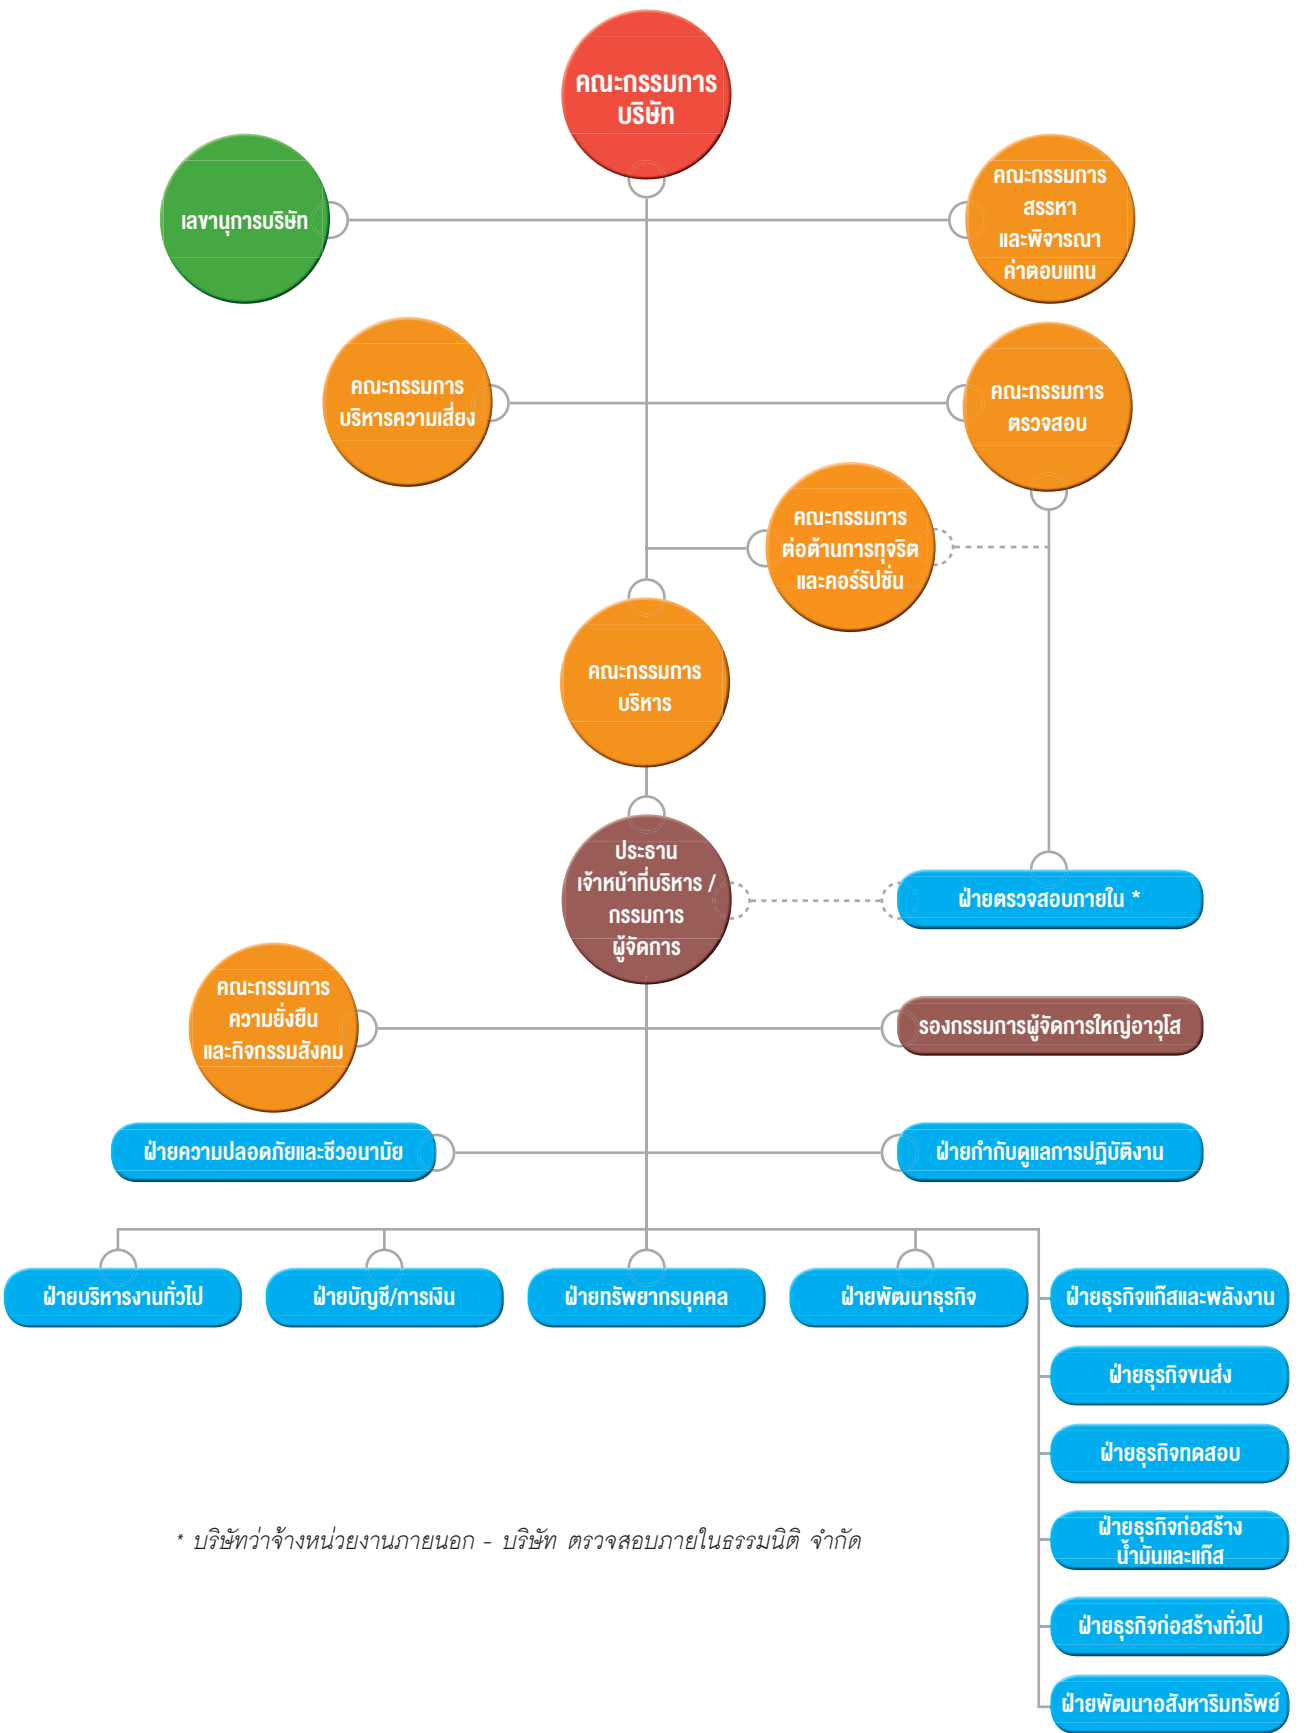 คณะกรรมการ
บริษัท
เลขานุการบริษัท
คณะกรรมการ
สรรหา
และพิจารณา
ค่าตอบแทน
คณะกรรมการ
บริหารความเสี่ยง
คณะกรรมการ
ตรวจสอบ
คณะกรรมการ
ต่อต้านการทุจริต
และคอร์รัปชั่น
คณะกรรมการ
บริหาร
ประธาน
เจ้าหน้าที่บริหาร /
กรรมการ
ผู้จัดการ
ฝ่ายตรวจสอบภายใน *
คณะกรรมการ
ความยั่งยืน
และกิจกรรมสังคม
รองกรรมการผู้จัดการใหญ่อาวุโส
ฝ่ายความปลอดภัยและชีวอนามัย
ฝ่ายกำกับดูแลการปฏิบัติงาน
ฝ่ายบริหารงานทั่วไป
ฝ่ายบัญชี/การเงิน
ฝ่ายทรัพยากรบุคคล
ฝ่ายพัฒนาธุรกิจ
ฝ่ายธุรกิจแก๊สและพลังงาน
ฝ่ายธุรกิจขนส่ง
ฝ่ายธุรกิจทดสอบ
ฝ่ายธุรกิจก่อสร้าง
น้ำมันและแก๊ส
ฝ่ายธุรกิจก่อสร้างทั่วไป
ฝ่ายพัฒนาอสังหาริมทรัพย์
* บริษัทว่าจ้างหน่วยงานภายนอก - บริษัท ตรวจสอบภายในธรรมนิติ จำกัด